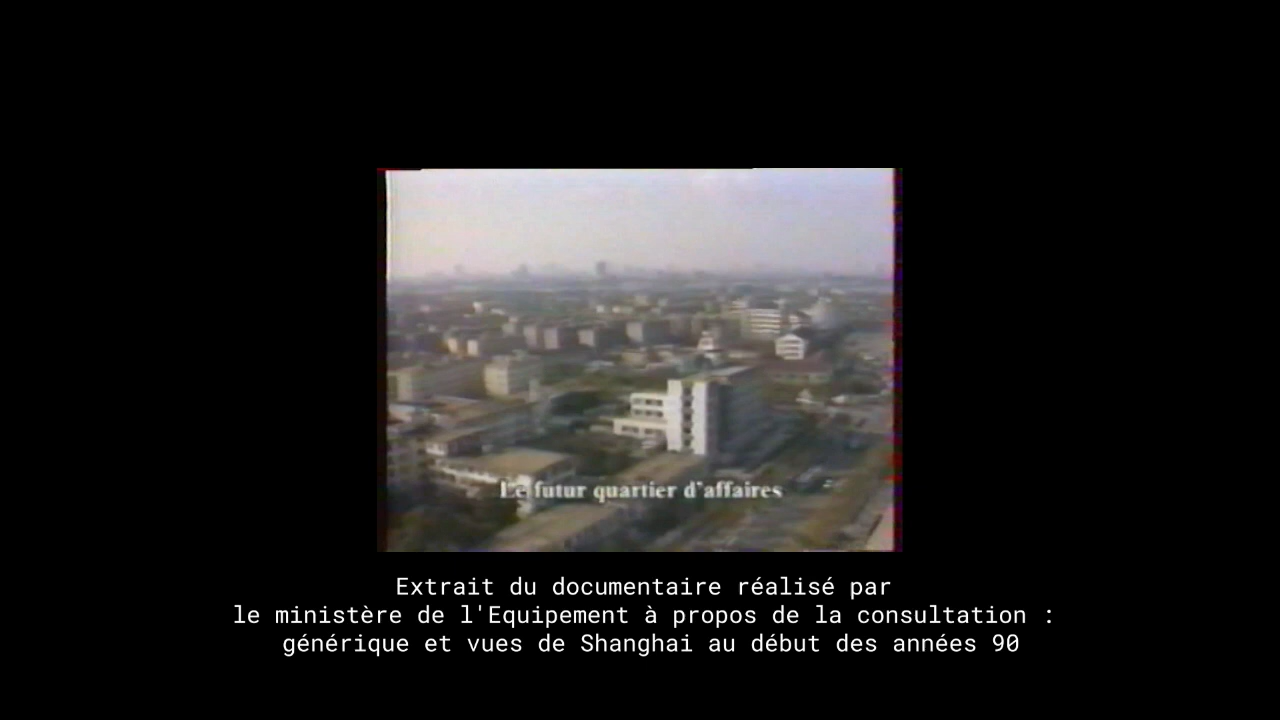 Le futur quartier d'affaires
Extrait du documentaire réalisé par
le ministère de l'Equipement à propos de la consultation :
générique et vues de Shanghai au début des années 90